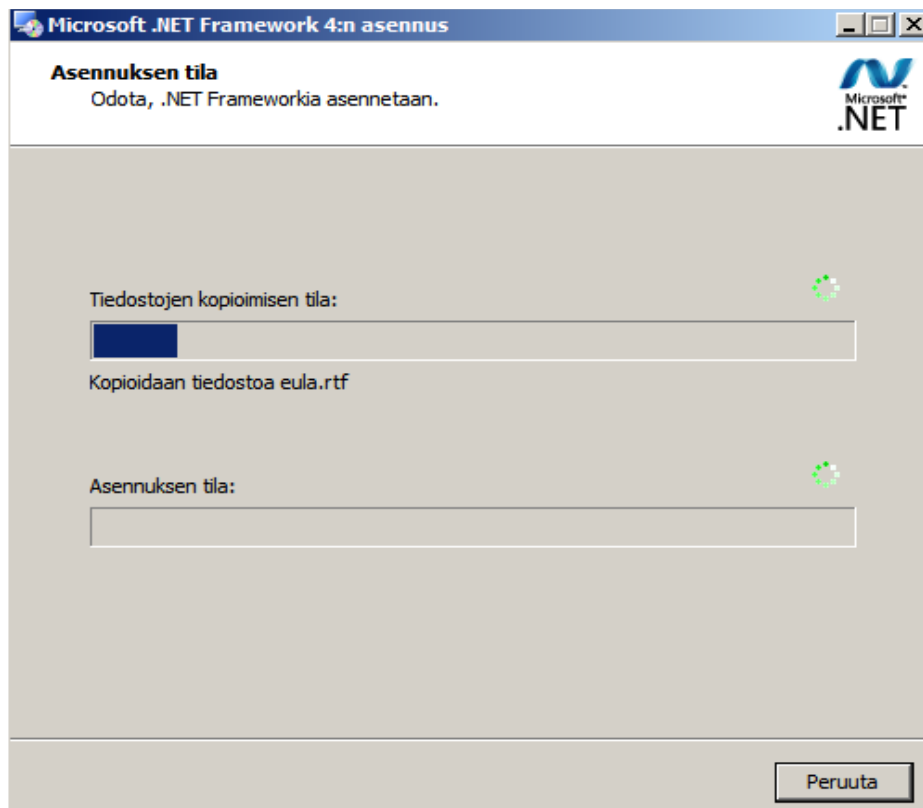 Microsoft .NET Framework 4:n asennus
Asennuksen tila
Odota, .NET Frameworkia asennetaan.
Microsoft®
.NET
Tiedostojen kopioimisen tila:
Kopioidaan tiedostoa eula.rtf
Asennuksen tila:
Peruuta